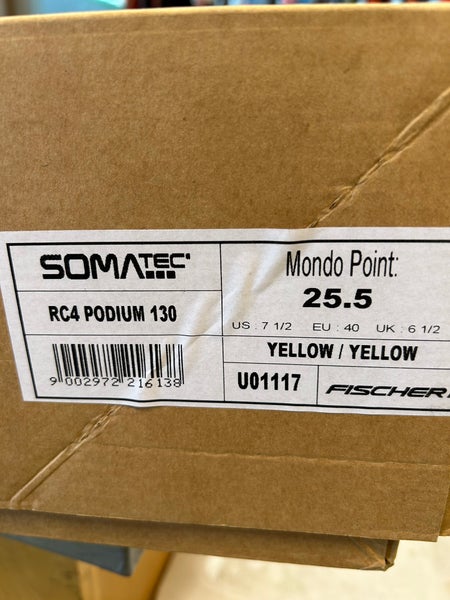 SOMATEC
RC4 PODIUM 130
9 002972 216138
Mondo Point:
25.5
US : 7 1/2 EU : 40 UK : 6 1/2
YELLOW / YELLOW
U01117
FISCHER